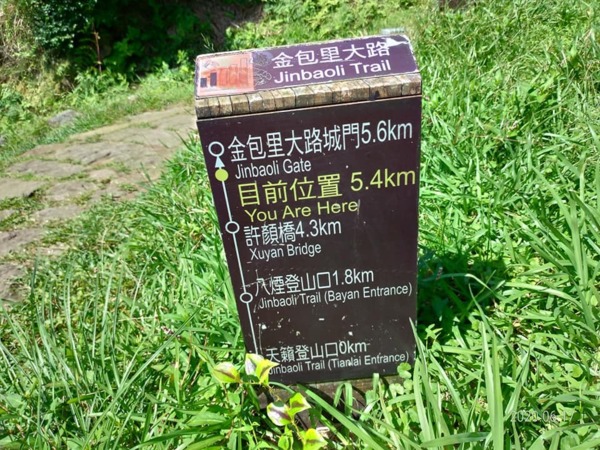 金包里大路
Jinbaoli Trail
金包里大路城門5.6km
Jinbaoli Gate
目前位置 5.4km
You Are Here
許顏橋4.3km
Xuyan Bridge
八煙登山口1.8km
Jinbaoli Trail (Bayan Entrance)
天籟登山口0km
Jinbaoli Trail (Tianlai Entrance)